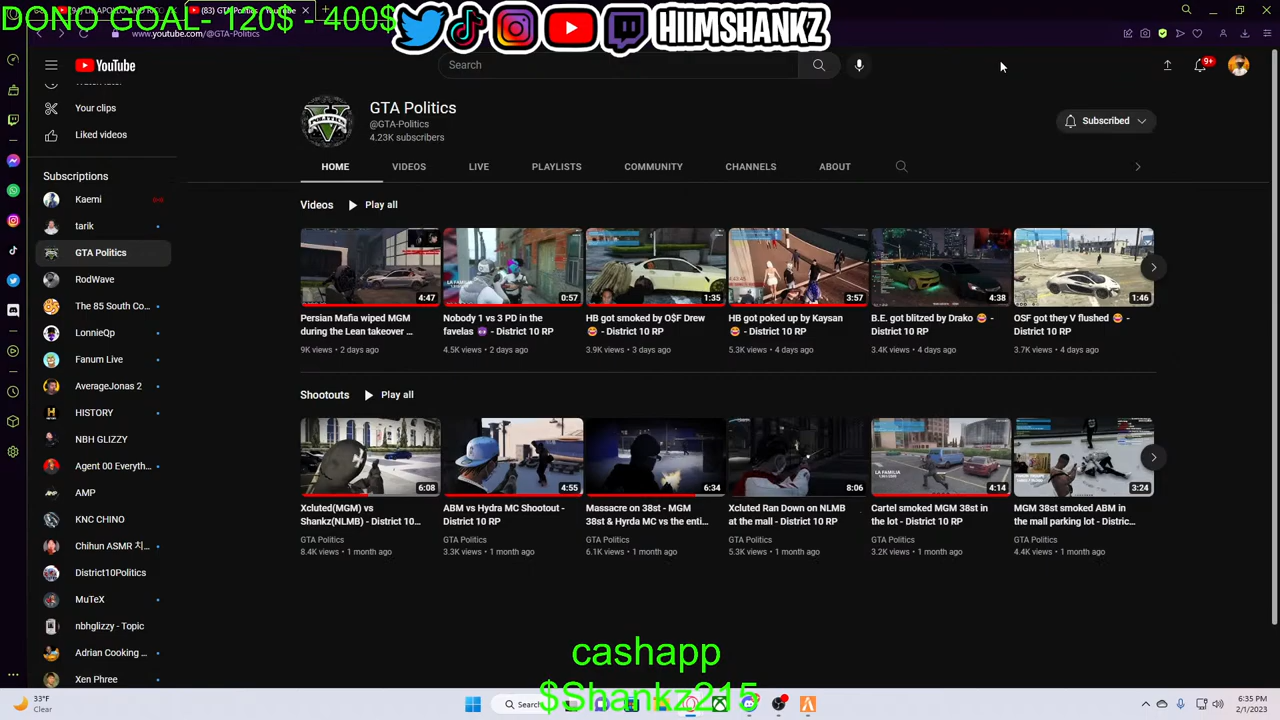 DONO GOAL- 120$ - 400$
HIIMSHANKZ
www.youtube.com/@GTA-Politics
YouTube
Search
9+
Your clips
Liked videos
Subscriptions
Kaemi
tarik
GTA Politics
RodWave
The 85 South Co...
LonnieQp
Fanum Live
AverageJonas 2
HISTORY
NBH GLIZZY
Agent 00 Everyth...
AMP
KNC CHINO
Chihun ASMR 치...
District10Politics
MuTeX
nbhglizzy - Topic
Adrian Cooking ...
Xen Phree
POLITICS
GTA Politics
@GTA-Politics
4.23K subscribers
Subscribed
HOME VIDEOS LIVE PLAYLISTS COMMUNITY CHANNELS ABOUT
Videos Play all
4:47
Persian Mafia wiped MGM
during the Lean takeover ...
9K views • 2 days ago
LA FAMILIA
0:57
Nobody 1 vs 3 PD in the
favelas 😈 - District 10 RP
4.5K views • 2 days ago
1:35
HB got smoked by O$F Drew
😂 - District 10 RP
3.9K views • 3 days ago
3:57
HB got poked up by Kaysan
😂 - District 10 RP
5.3K views • 4 days ago
4:38
B.E. got blitzed by Drako 😂 -
District 10 RP
3.4K views • 4 days ago
1:46
OSF got they V flushed 😂 -
District 10 RP
3.7K views • 4 days ago
Shootouts Play all
6:08
Xcluted(MGM) vs
Shankz(NLMB) - District 10...
GTA Politics
8.4K views • 1 month ago
4:55
ABM vs Hydra MC Shootout -
District 10 RP
GTA Politics
3.3K views • 1 month ago
6:34
Massacre on 38st - MGM
38st & Hyrda MC vs the enti...
GTA Politics
6.1K views • 1 month ago
8:06
Xcluted Ran Down on NLMB
at the mall - District 10 RP
GTA Politics
5.3K views • 1 month ago
LA FAMILIA
4:14
Cartel smoked MGM 38st in
the lot - District 10 RP
GTA Politics
3.2K views • 1 month ago
3:24
MGM 38st smoked ABM in
the mall parking lot - Distric...
GTA Politics
4.4K views • 1 month ago
cashapp
$Shankz215
33°F
Clear
Search
5:35 PM
2/1/2023